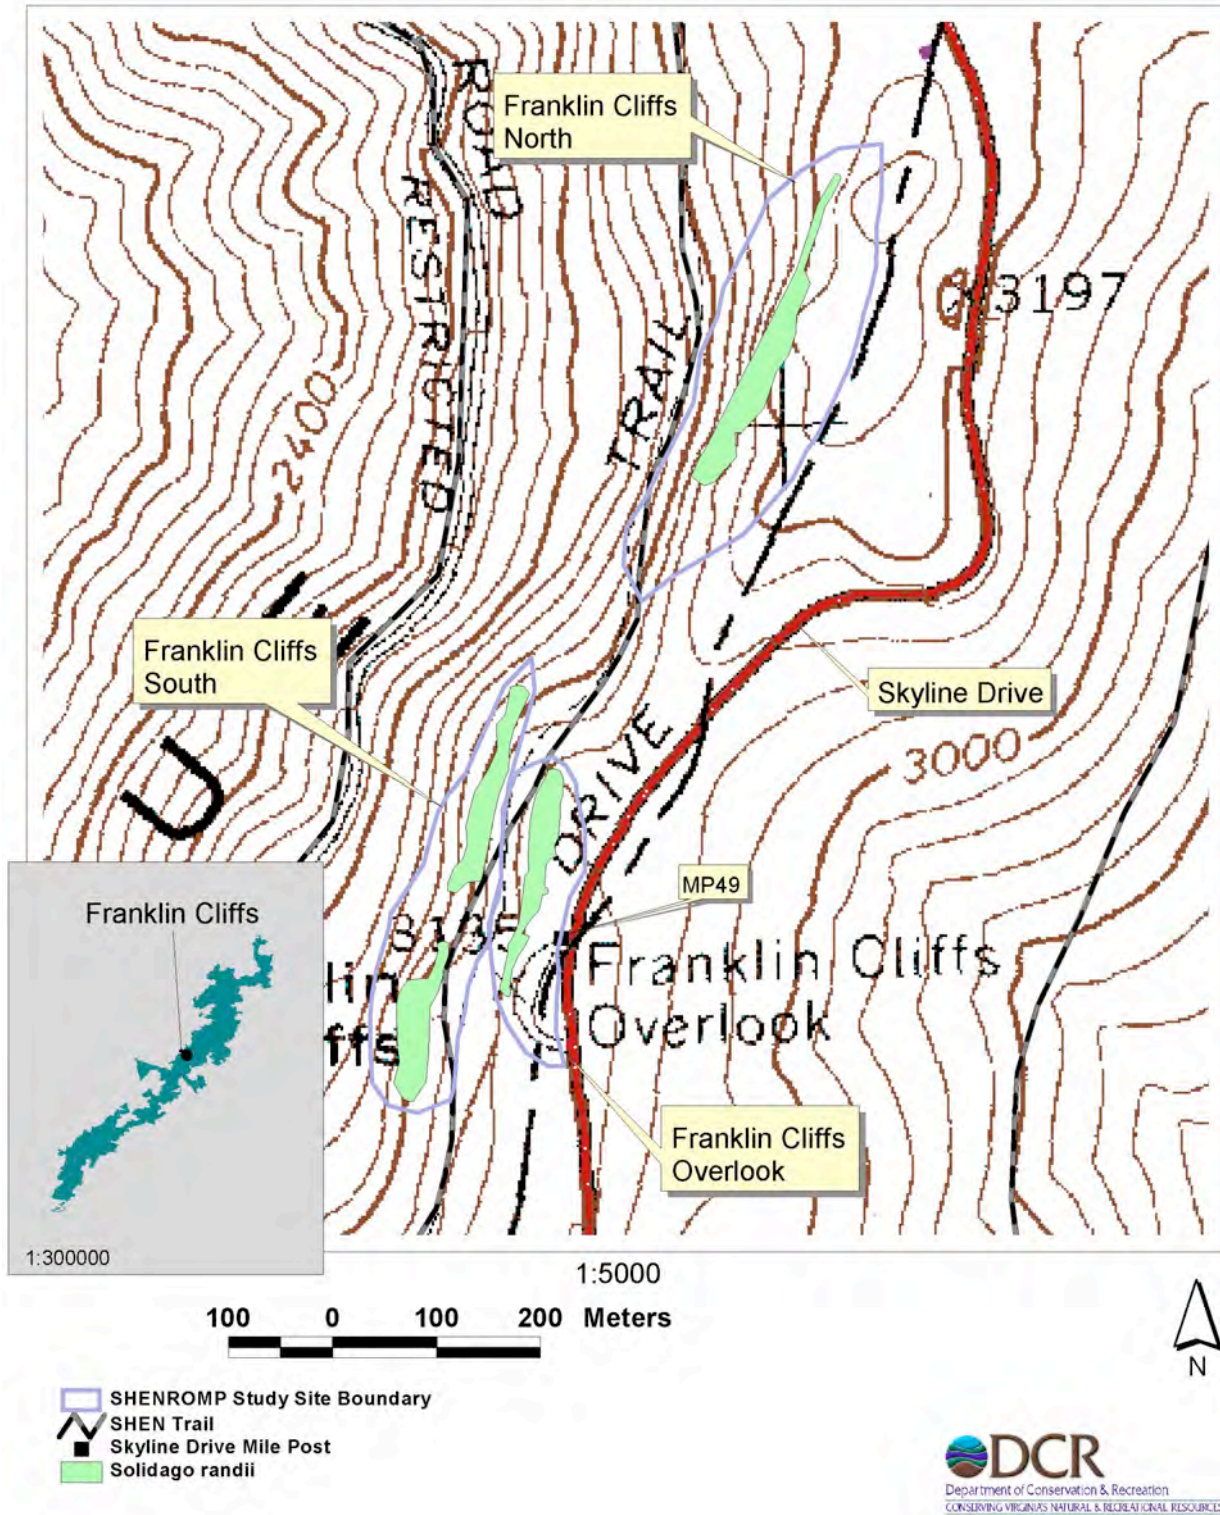 ROAD
RESTRICTED
Franklin Cliffs
North
3197
TRAIL
2400
Franklin Cliffs
South
U
Skyline Drive
DRIVE
3000
MP49
Franklin Cliffs
Overlook
lin
ffs
Franklin Cliffs
Overlook
Franklin Cliffs
1:300000
1:5000
100 0 100 200 Meters
N
SHENROMP Study Site Boundary
SHEN Trail
Skyline Drive Mile Post
Solidago randii
DCR
Department of Conservation & Recreation
CONSERVING VIRGINIA'S NATURAL & RECREATIONAL RESOURCES